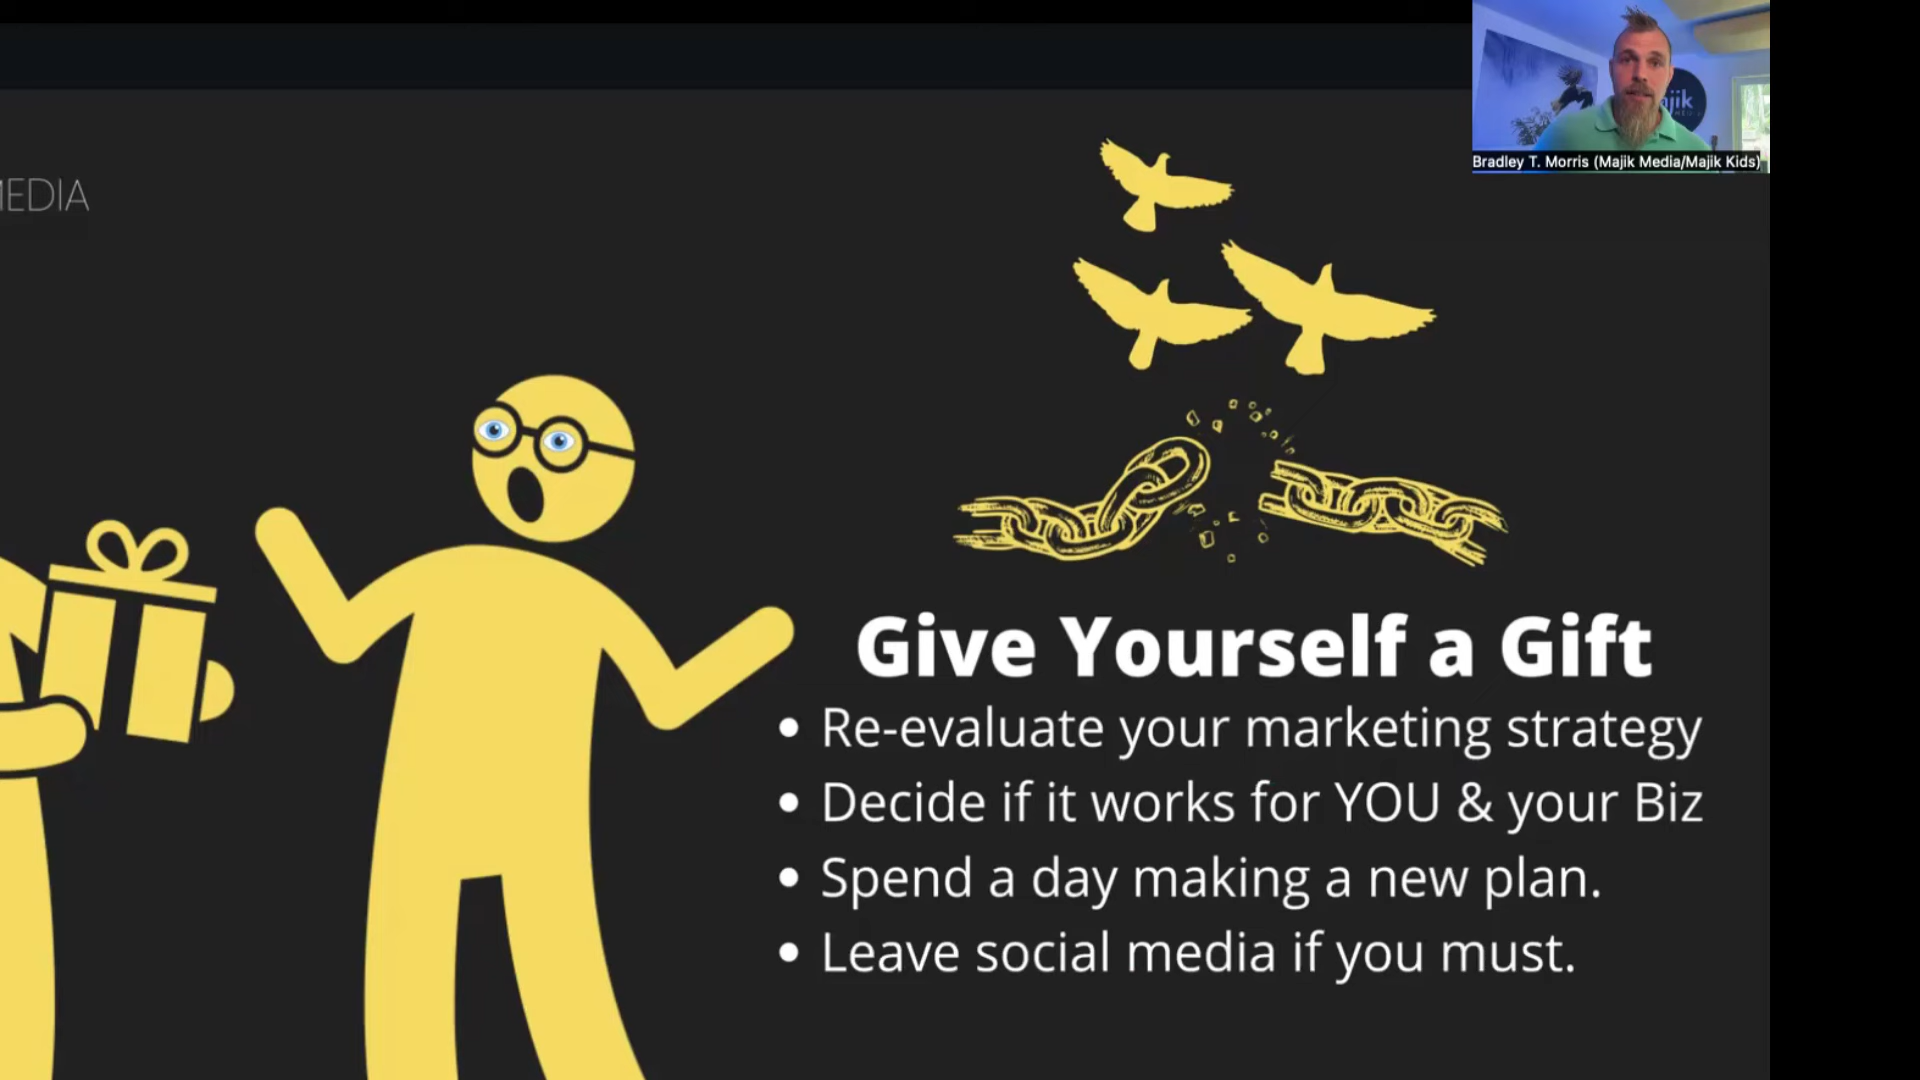 Bradley T. Morris (Majik Media/Majik Kids)
MEDIA
Give Yourself a Gift
Re-evaluate your marketing strategy
Decide if it works for YOU & your Biz
Spend a day making a new plan.
Leave social media if you must.